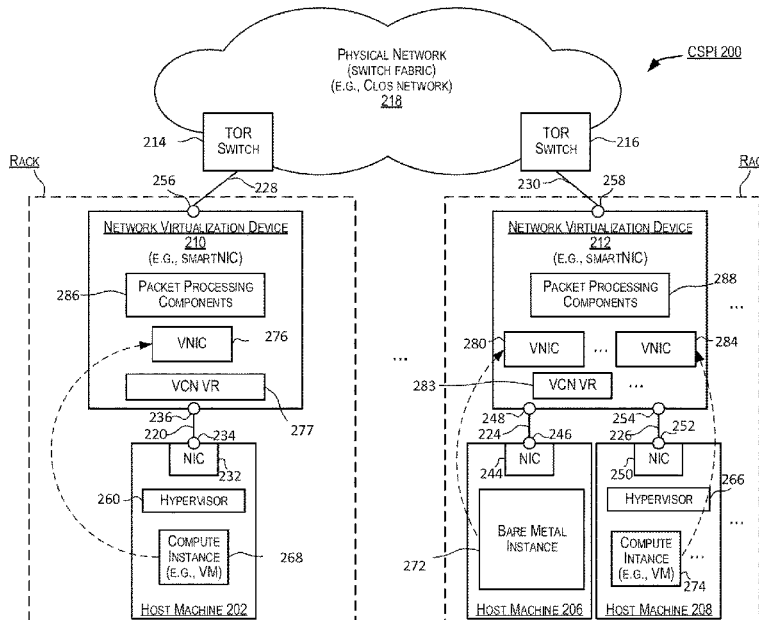 CSPI 200
PHYSICAL NETWORK
(SWITCH FABRIC)
(E.G., CLOS NETWORK)
218
TOR
SWITCH
214
TOR
SWITCH
216
RACK
RAC
256
228
230
258
NETWORK VIRTUALIZATION DEVICE
210
(E.G., SMARTNIC)
286
PACKET PROCESSING
COMPONENTS
VNIC
276
VCN VR
277
236
220
234
NIC
232
260
HYPERVISOR
COMPUTE
INSTANCE
(E.G., VM)
268
HOST MACHINE 202
...
NETWORK VIRTUALIZATION DEVICE
212
(E.G., SMARTNIC)
PACKET PROCESSING
COMPONENTS
288
...
280
VNIC
...
VNIC
284
283
VCN VR
...
248
224
246
254
226
252
NIC
244
NIC
250
HYPERVISOR
266
BARE METAL
INSTANCE
272
COMPUTE
INTANCE
(E.G., VM)
...
274
...
HOST MACHINE 206
HOST MACHINE 208